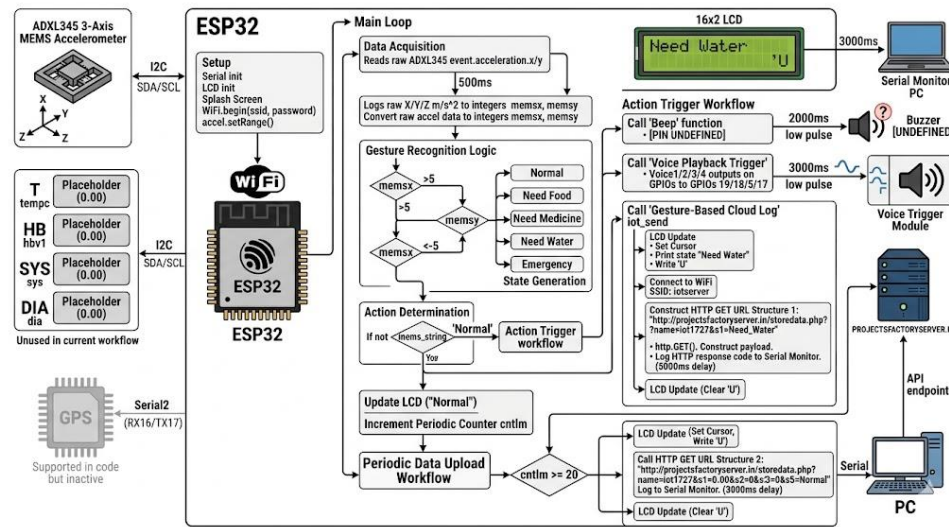 ADXL345 3-Axis
MEMS Accelerometer
X
Y
Z
Z
I2C
SDA/SCL
T
tempc
Placeholder
(0.00)
HB
hbv1
Placeholder
(0.00)
SYS
sys
Placeholder
(0.00)
DIA
dia
Placeholder
(0.00)
Unused in current workflow
I2C
SDA/SCL
GPS
Serial2
(RX16/TX17)
Supported in code
but inactive
ESP32
Setup
Serial init
LCD init
Splash Screen
WiFi.begin(ssid, password)
accel.setRange()
WiFi
ESP32
ESP32
Main Loop
Data Acquisition
Reads raw ADXL345 event.acceleration.x/y
500ms
Logs raw X/Y/Z m/s^2 to integers memsx, memsy
Convert raw accel data to integers memsx, memsy
Gesture Recognition Logic
memsx
>5
>5
memsy
memsx
<-5
Normal
Need Food
Need Medicine
Need Water
Emergency
State Generation
Action Determination
If not
inems_string
'Normal'
You
Action Trigger
workflow
Update LCD ("Normal")
Increment Periodic Counter cntlm
Periodic Data Upload
Workflow
cntlm >= 20
16x2 LCD
Need Water
'U
3000ms
Serial Monitor
PC
Action Trigger Workflow
Call 'Beep' function
• [PIN UNDEFINED]
2000ms
low pulse
?
Buzzer
[UNDEFINED]
Call 'Voice Playback Trigger'
• Voice1/2/3/4 outputs on
GPIOs to GPIOs 19/18/5/17
3000ms
low pulse
Voice Trigger
Module
Call 'Gesture-Based Cloud Log'
iot_send
LCD Update
• Set Cursor
• Print state "Need Water"
• Write 'U'
Connect to WiFi
SSID: iotserver
Construct HTTP GET URL Structure 1:
"http://projectsfactoryserver.in/storedata.php?
?name=iot1727&s1=Need_Water"
• http.GET(). Construct payload.
• Log HTTP response code to Serial Monitor.
(5000ms delay)
LCD Update (Clear 'U')
PROJECTSFACTORYSERVER.I
API
endpoint
LCD Update (Set Cursor,
Write 'U')
Call HTTP GET URL Structure 2:
"http://projectsfactoryserver.in/storedata.php?
name=iot1727&s1=0.00&s2=0&s:3=0&s5=Normal"
Log to Serial Monitor. (3000ms delay)
LCD Update (Clear 'U')
Serial
PC